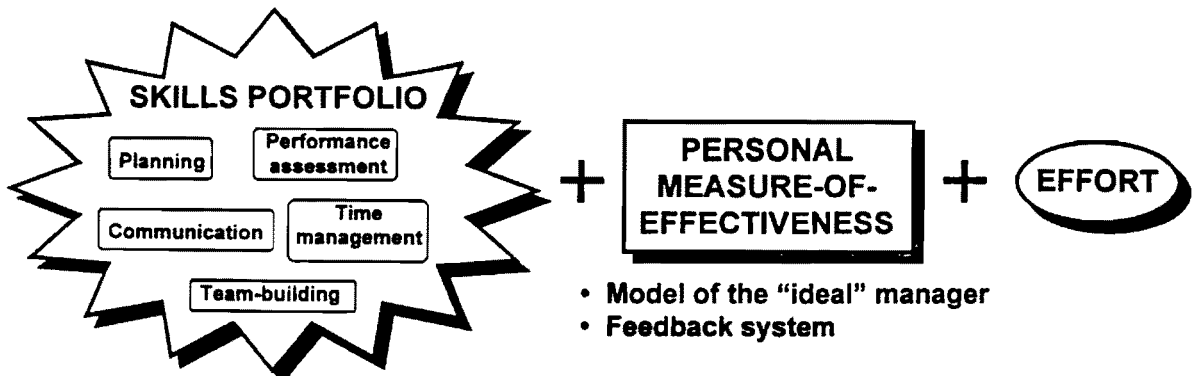 SKILLS PORTFOLIO
Planning
Performance
assessment
Communication
Time
management
Team-building
+
PERSONAL
MEASURE-OF-
EFFECTIVENESS
+
EFFORT
• Model of the “ideal” manager
• Feedback system